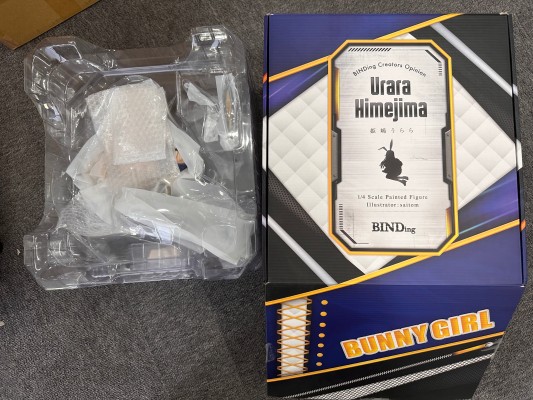 BINDing Creators Opinion
Urara
Himejima
姫嶋うらら
1/4 Scale Painted Figure
Illustrator: saitom
BINDing
BUNNY GIRL